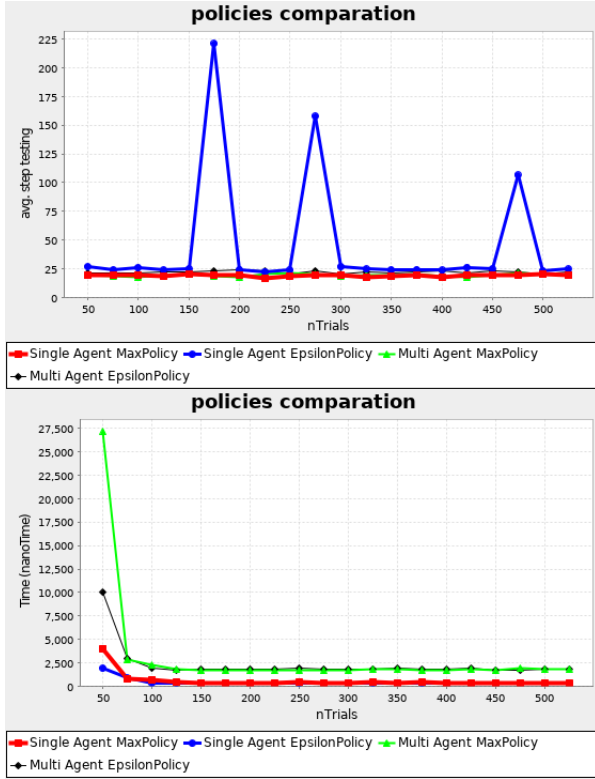 policies comparation
225
200
175
150
125
100
75
50
25
0
avg. step testing
50 100 150 200 250 300 350 400 450 500
nTrials
Single Agent MaxPolicy Single Agent EpsilonPolicy Multi Agent MaxPolicy
Multi Agent EpsilonPolicy
policies comparation
27,500
25,000
22,500
20,000
17,500
15,000
12,500
10,000
7,500
5,000
2,500
0
Time (nanoTime)
50 100 150 200 250 300 350 400 450 500
nTrials
Single Agent MaxPolicy Single Agent EpsilonPolicy Multi Agent MaxPolicy
Multi Agent EpsilonPolicy